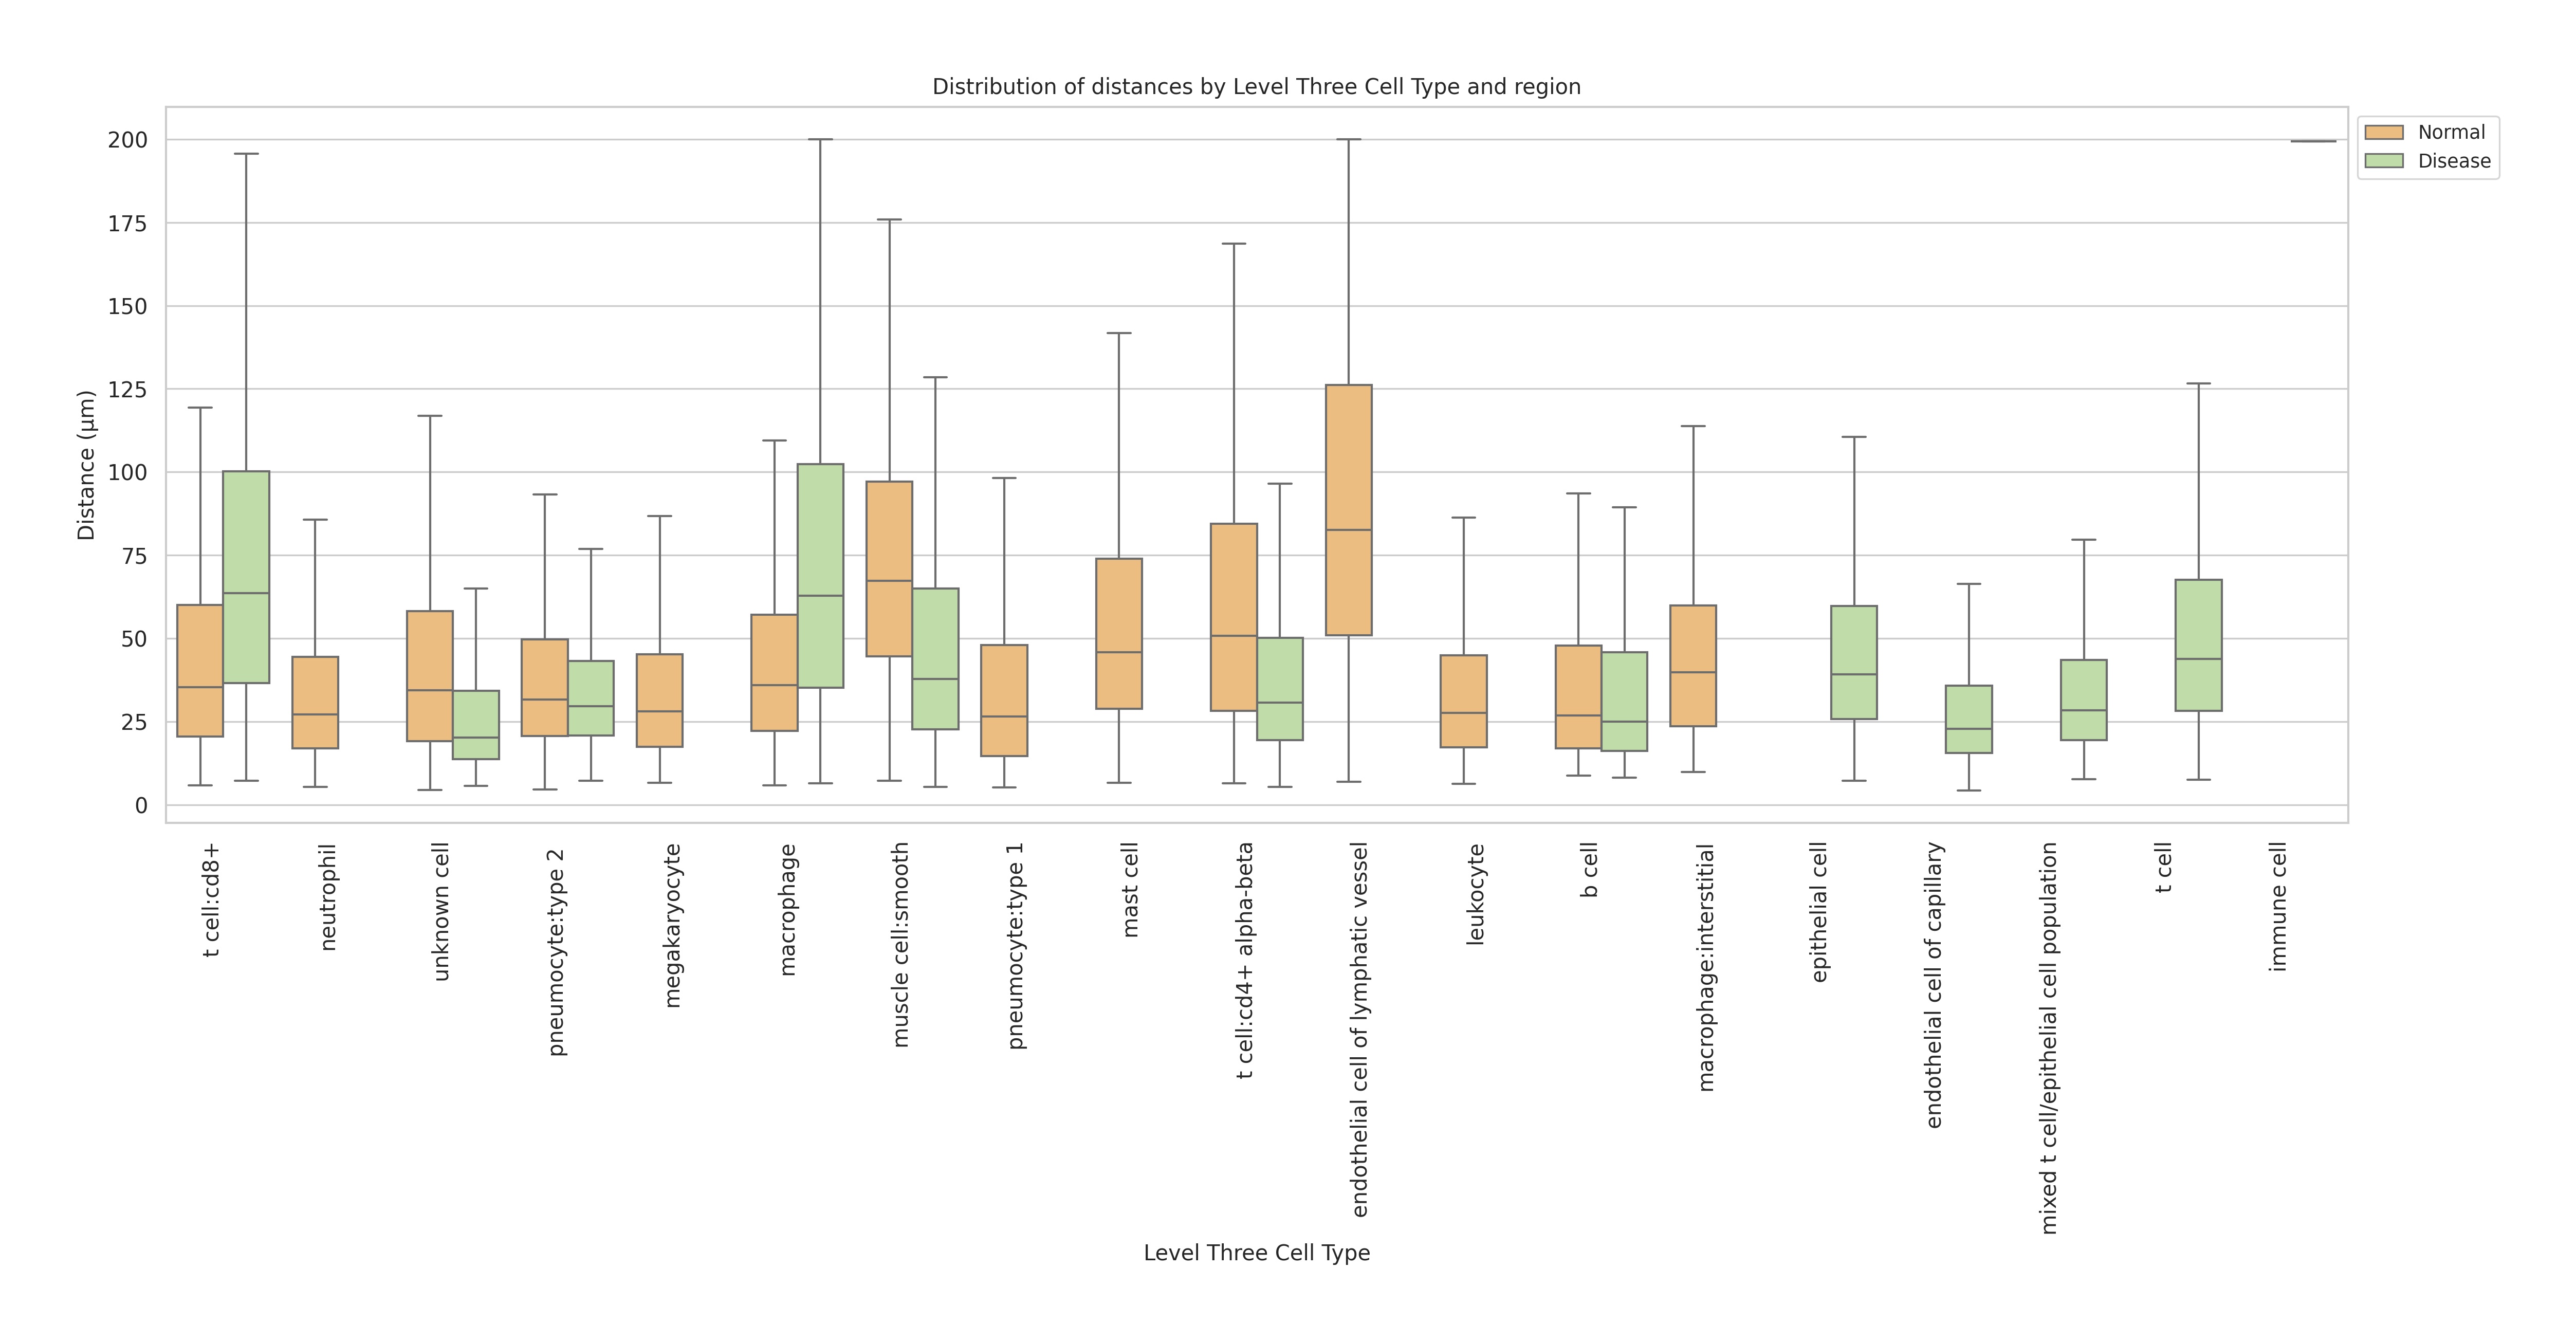 Distribution of distances by Level Three Cell Type and region
Normal
Disease
Distance (μm)
200
175
150
125
100
75
50
25
0
t cell:cd8+
neutrophil
unknown cell
pneumocyte:type 2
megakaryocyte
macrophage
muscle cell:smooth
pneumocyte:type 1
mast cell
t cell:cd4+ alpha-beta
endothelial cell of lymphatic vessel
leukocyte
b cell
macrophage:interstitial
epithelial cell
endothelial cell of capillary
mixed t cell/epithelial cell population
t cell
immune cell
Level Three Cell Type